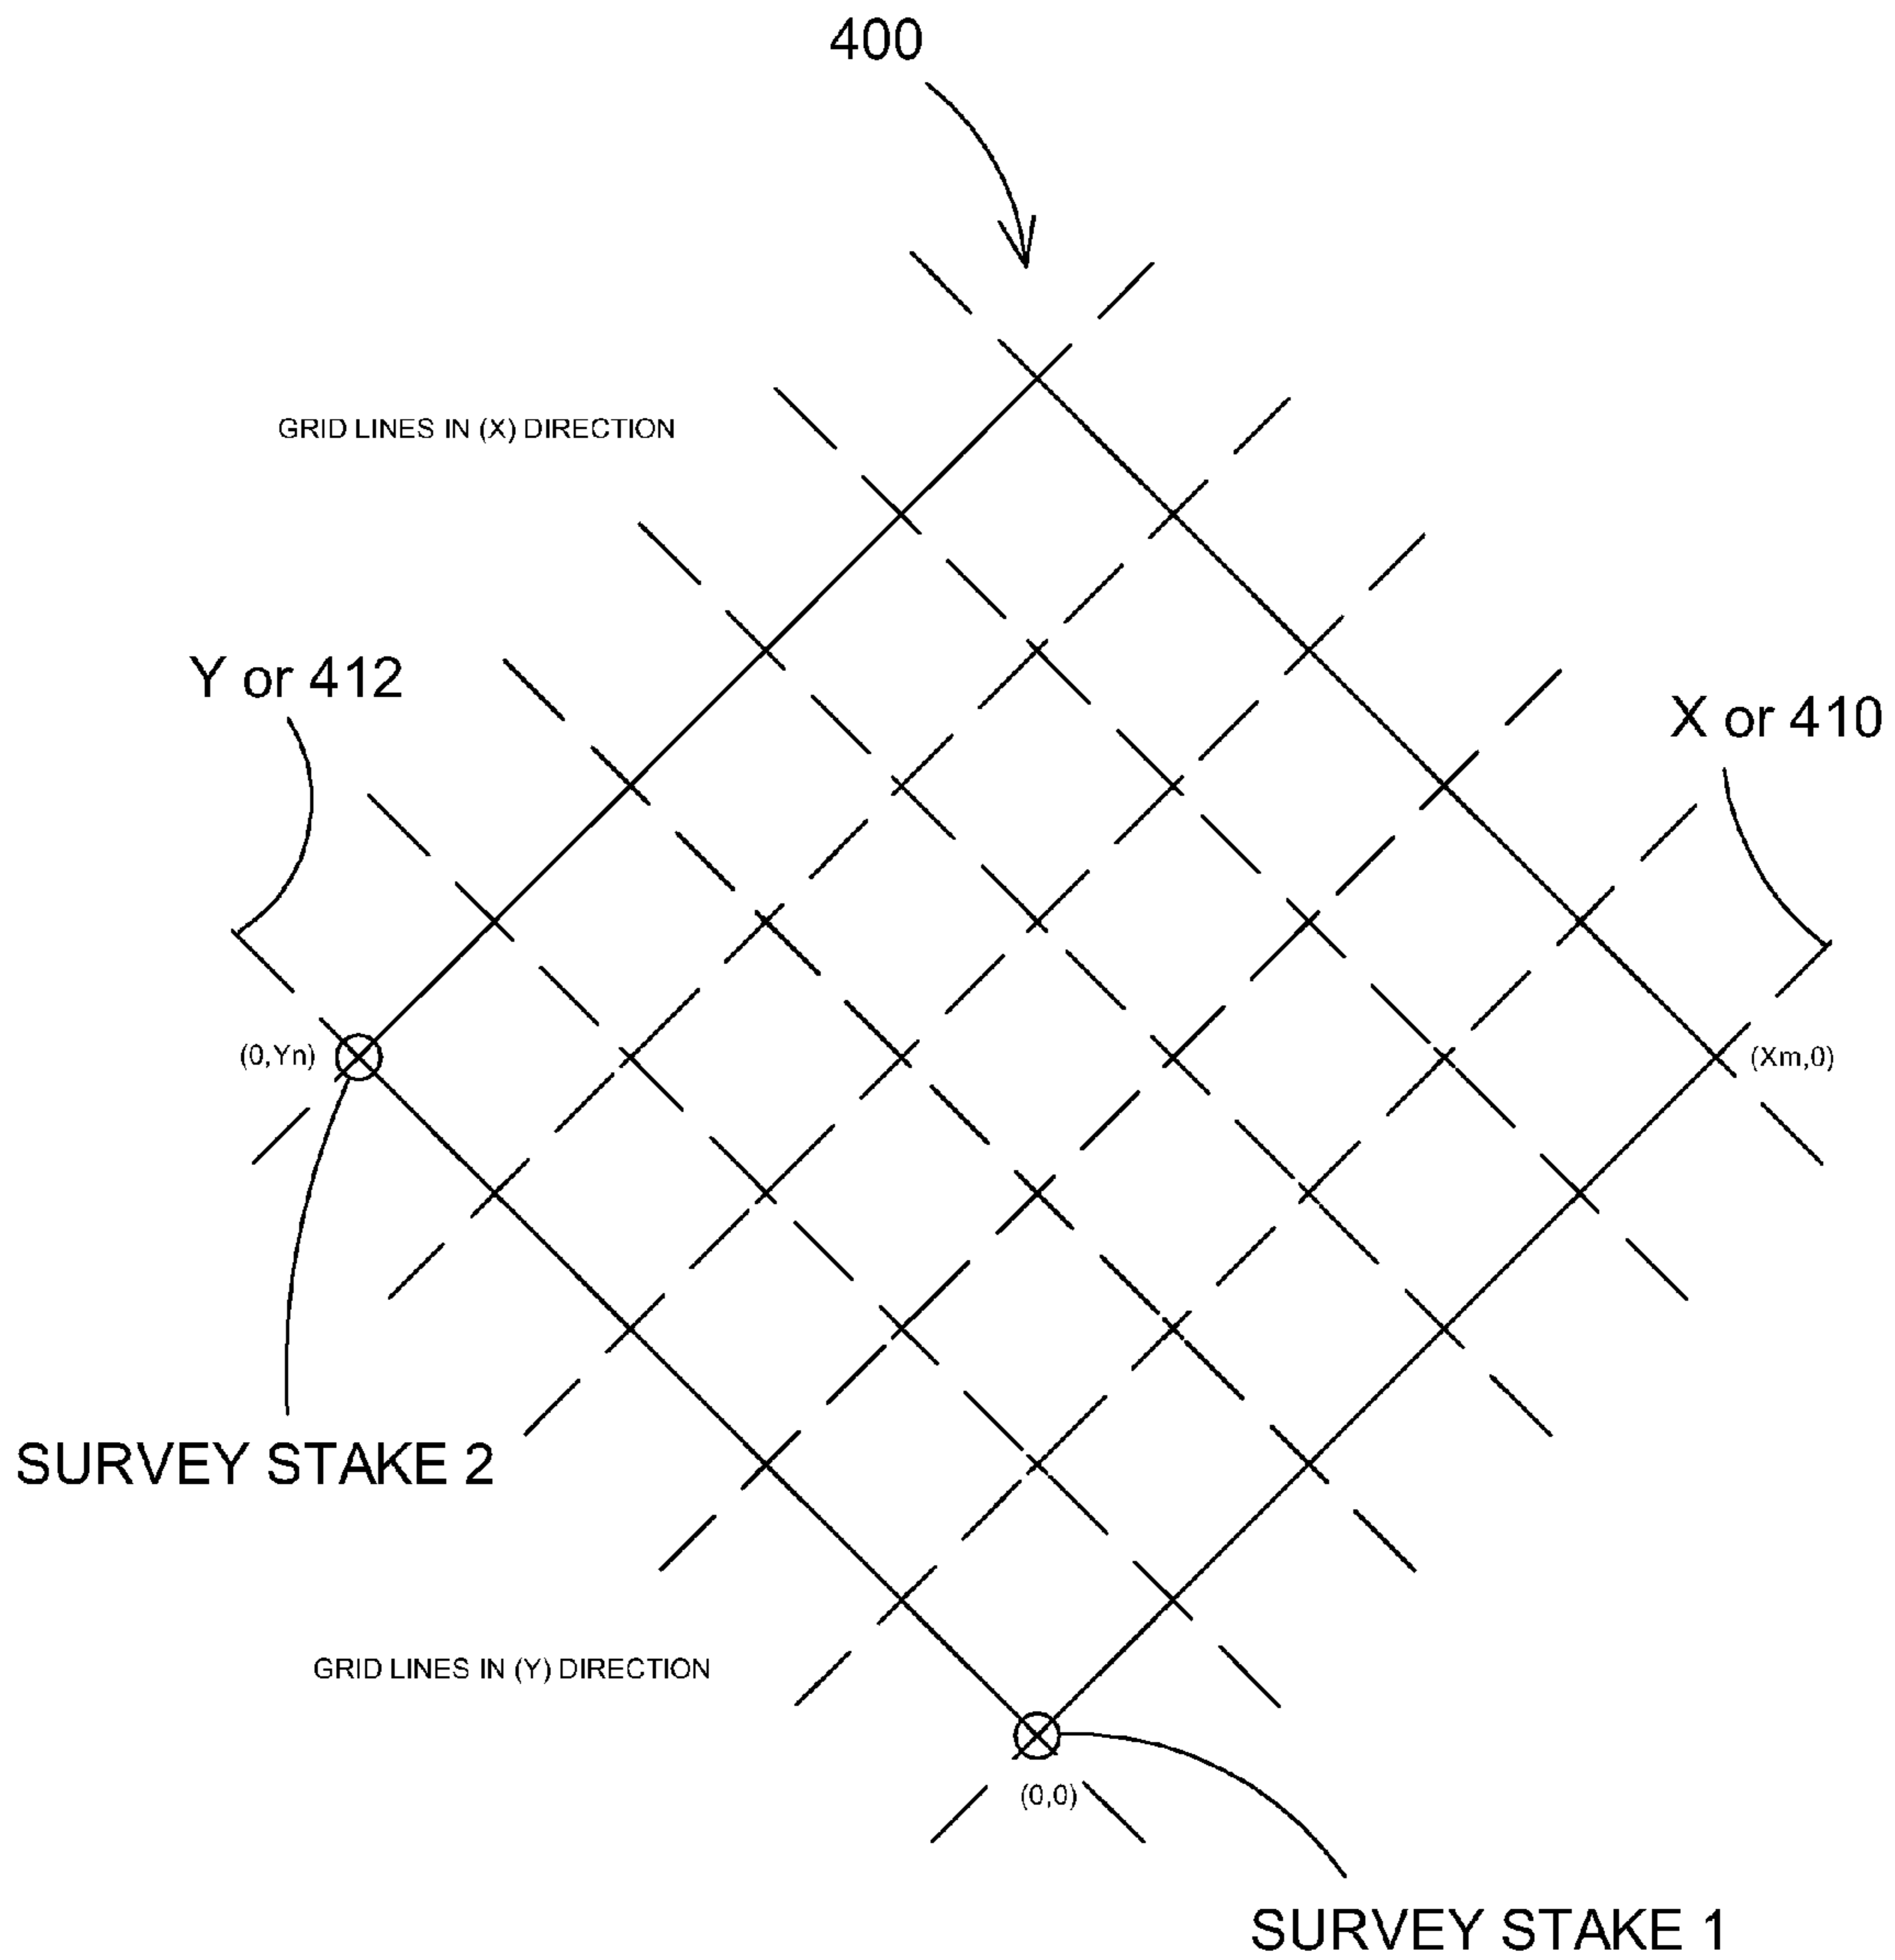 400
GRID LINES IN (X) DIRECTION
Y or 412
X or 410
(0,Yn)
(Xm,0)
SURVEY STAKE 2
GRID LINES IN (Y) DIRECTION
(0,0)
SURVEY STAKE 1